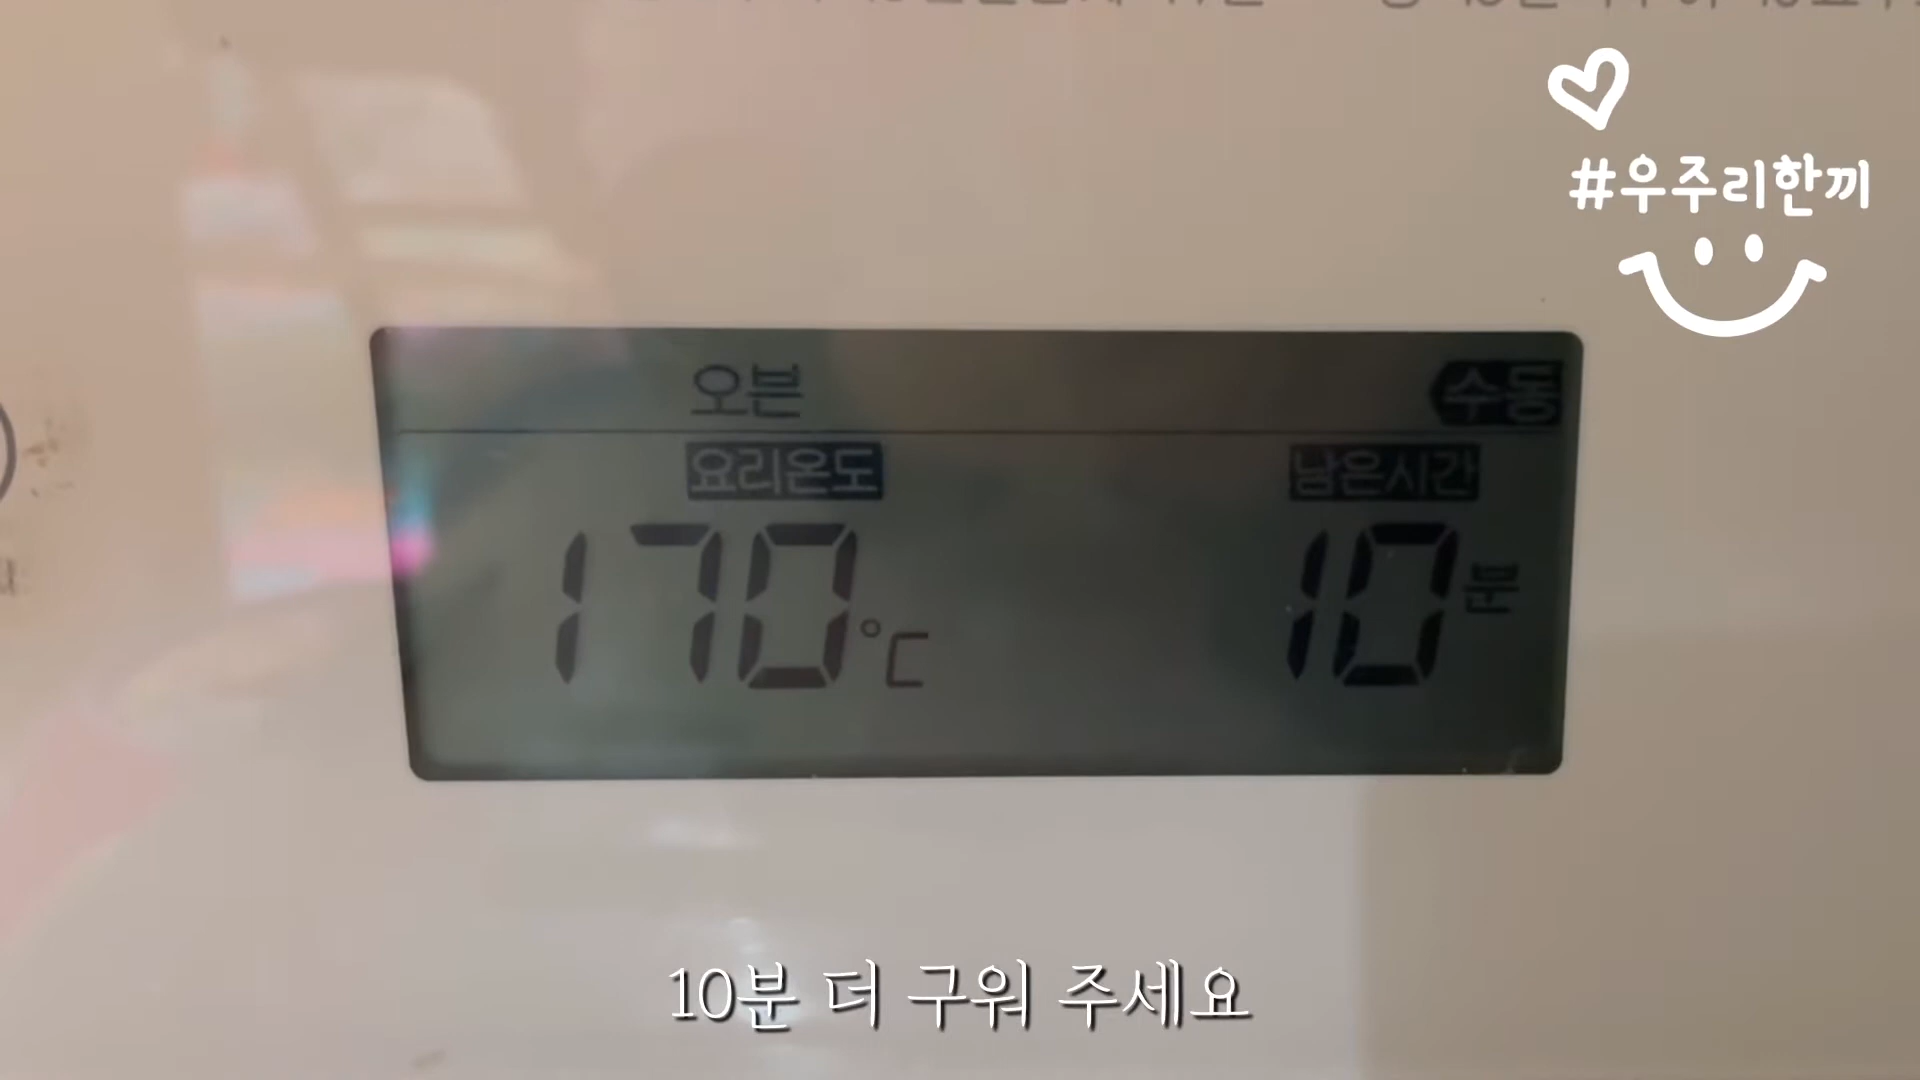 #우주리한끼
오븐
수동
요리온도
남은시간
170°C
10분
10분 더 구워 주세요